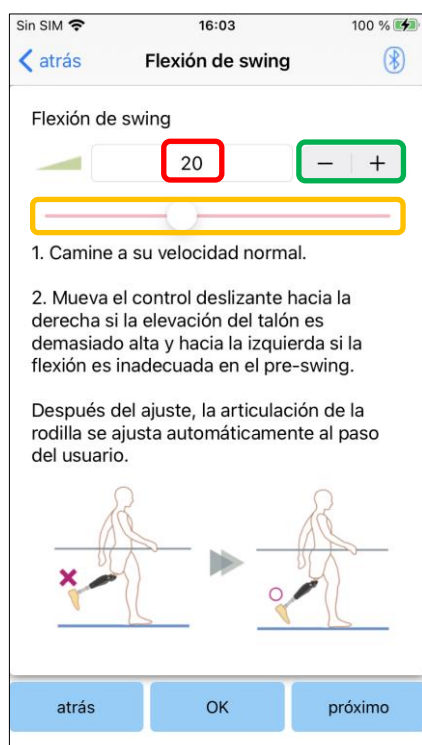 Sin SIM 16:03 100 %
atrás Flexión de swing
Flexión de swing
20 − +
1. Camine a su velocidad normal.
2. Mueva el control deslizante hacia la
derecha si la elevación del talón es
demasiado alta y hacia la izquierda si la
flexión es inadecuada en el pre-swing.
Después del ajuste, la articulación de la
rodilla se ajusta automáticamente al paso
del usuario.
atrás OK próximo